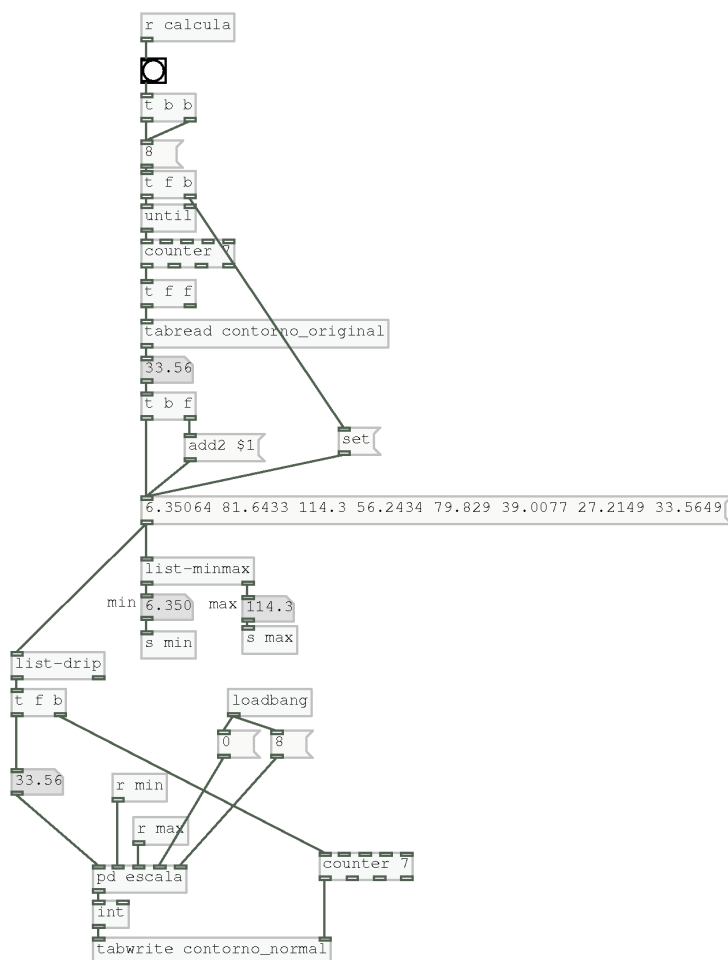 r calcula
t b b
8
t f b
until
counter 7
t f f
tabread contorno_original
33.56
t b f
add2 $1
set
6.35064 81.6433 114.3 56.2434 79.829 39.0077 27.2149 33.5649
list-minmax
min 6.350 max 114.3
s min s max
list-drip
t f b loadbang
0 8
33.56 r min
r max
counter 7
pd escala
int
tabwrite contorno_normal